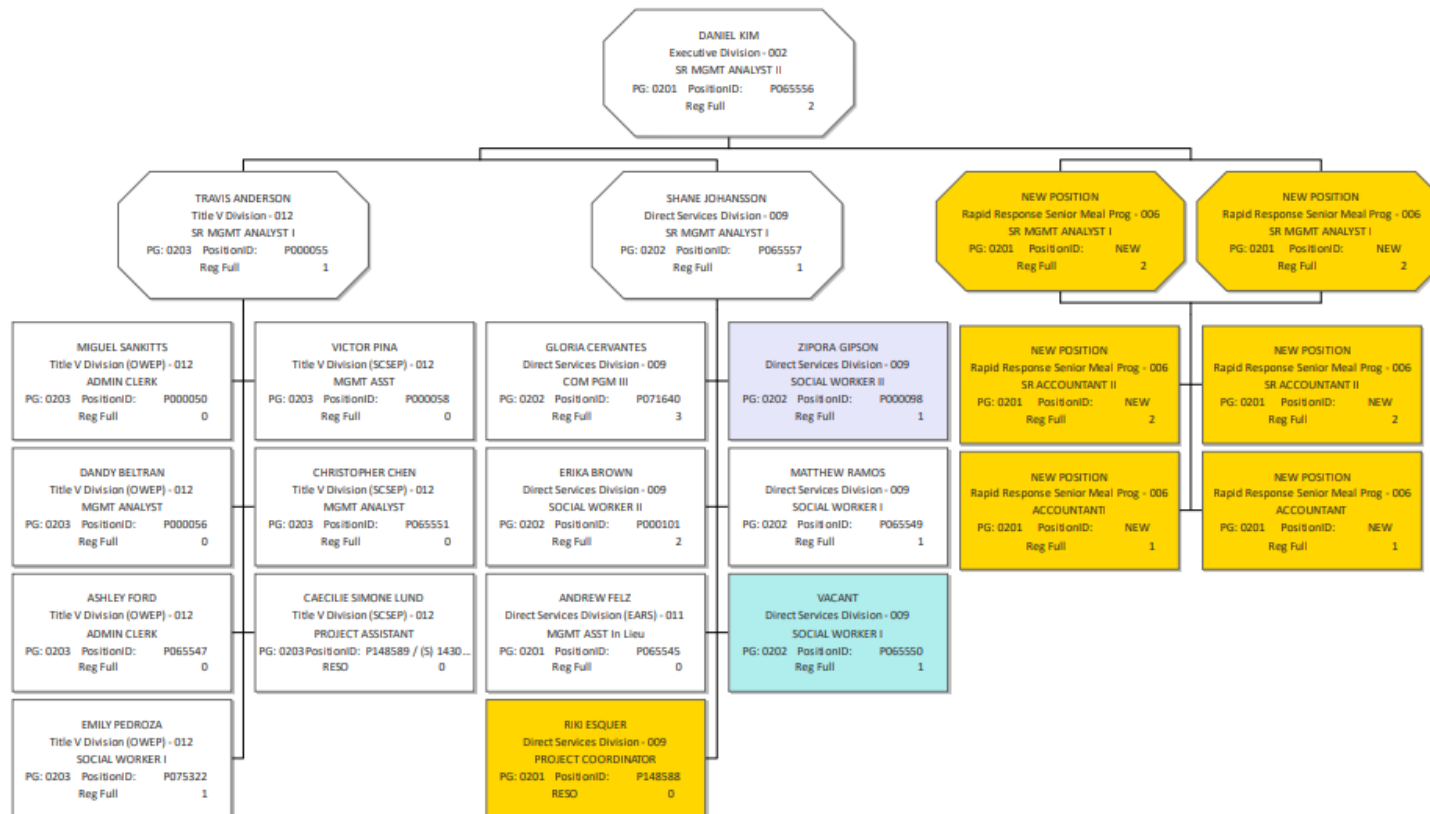 DANIEL KIM
Executive Division - 002
SR MGMT ANALYST II
PG: 0201 PositionID: P065556
Reg Full 2
TRAVIS ANDERSON
Title V Division - 012
SR MGMT ANALYST I
PG: 0203 PositionID: P000055
Reg Full 1
SHANE JOHANSSON
Direct Services Division - 009
SR MGMT ANALYST I
PG: 0202 PositionID: P065557
Reg Full 1
NEW POSITION
Rapid Response Senior Meal Prog - 006
SR MGMT ANALYST I
PG: 0201 PositionID: NEW
Reg Full 2
NEW POSITION
Rapid Response Senior Meal Prog - 006
SR MGMT ANALYST I
PG: 0201 PositionID: NEW
Reg Full 2
MIGUEL SANKITTS
Title V Division (OWEP) - 012
ADMIN CLERK
PG: 0203 PositionID: P000050
Reg Full 0
VICTOR PINA
Title V Division (SCSEP) - 012
MGMT ASST
PG: 0203 PositionID: P000058
Reg Full 0
GLORIA CERVANTES
Direct Services Division - 009
COM PGM III
PG: 0202 PositionID: P071640
Reg Full 3
ZIPORA GIPSON
Direct Services Division - 009
SOCIAL WORKER II
PG: 0202 PositionID: P000098
Reg Full 1
NEW POSITION
Rapid Response Senior Meal Prog - 006
SR ACCOUNTANT II
PG: 0201 PositionID: NEW
Reg Full 2
NEW POSITION
Rapid Response Senior Meal Prog - 006
SR ACCOUNTANT II
PG: 0201 PositionID: NEW
Reg Full 2
DANDY BELTRAN
Title V Division (OWEP) - 012
MGMT ANALYST
PG: 0203 PositionID: P000056
Reg Full 0
CHRISTOPHER CHEN
Title V Division (SCSEP) - 012
MGMT ANALYST
PG: 0203 PositionID: P065551
Reg Full 0
ERIKA BROWN
Direct Services Division - 009
SOCIAL WORKER II
PG: 0202 PositionID: P000101
Reg Full 2
MATTHEW RAMOS
Direct Services Division - 009
SOCIAL WORKER I
PG: 0202 PositionID: P065549
Reg Full 1
NEW POSITION
Rapid Response Senior Meal Prog - 006
ACCOUNTANTI
PG: 0201 PositionID: NEW
Reg Full 1
NEW POSITION
Rapid Response Senior Meal Prog - 006
ACCOUNTANT
PG: 0201 PositionID: NEW
Reg Full 1
ASHLEY FORD
Title V Division (OWEP) - 012
ADMIN CLERK
PG: 0203 PositionID: P065547
Reg Full 0
CAECILIE SIMONE LUND
Title V Division (SCSEP) - 012
PROJECT ASSISTANT
PG: 0203PositionID: P148589 / (S) 1430...
RESO 0
ANDREW FELZ
Direct Services Division (EARS) - 011
MGMT ASST In Lieu
PG: 0201 PositionID: P065545
Reg Full 0
VACANT
Direct Services Division - 009
SOCIAL WORKER I
PG: 0202 PositionID: P065550
Reg Full 1
EMILY PEDROZA
Title V Division (OWEP) - 012
SOCIAL WORKER I
PG: 0203 PositionID: P075322
Reg Full 1
RIKI ESQUER
Direct Services Division - 009
PROJECT COORDINATOR
PG: 0201 PositionID: P148588
RESO 0